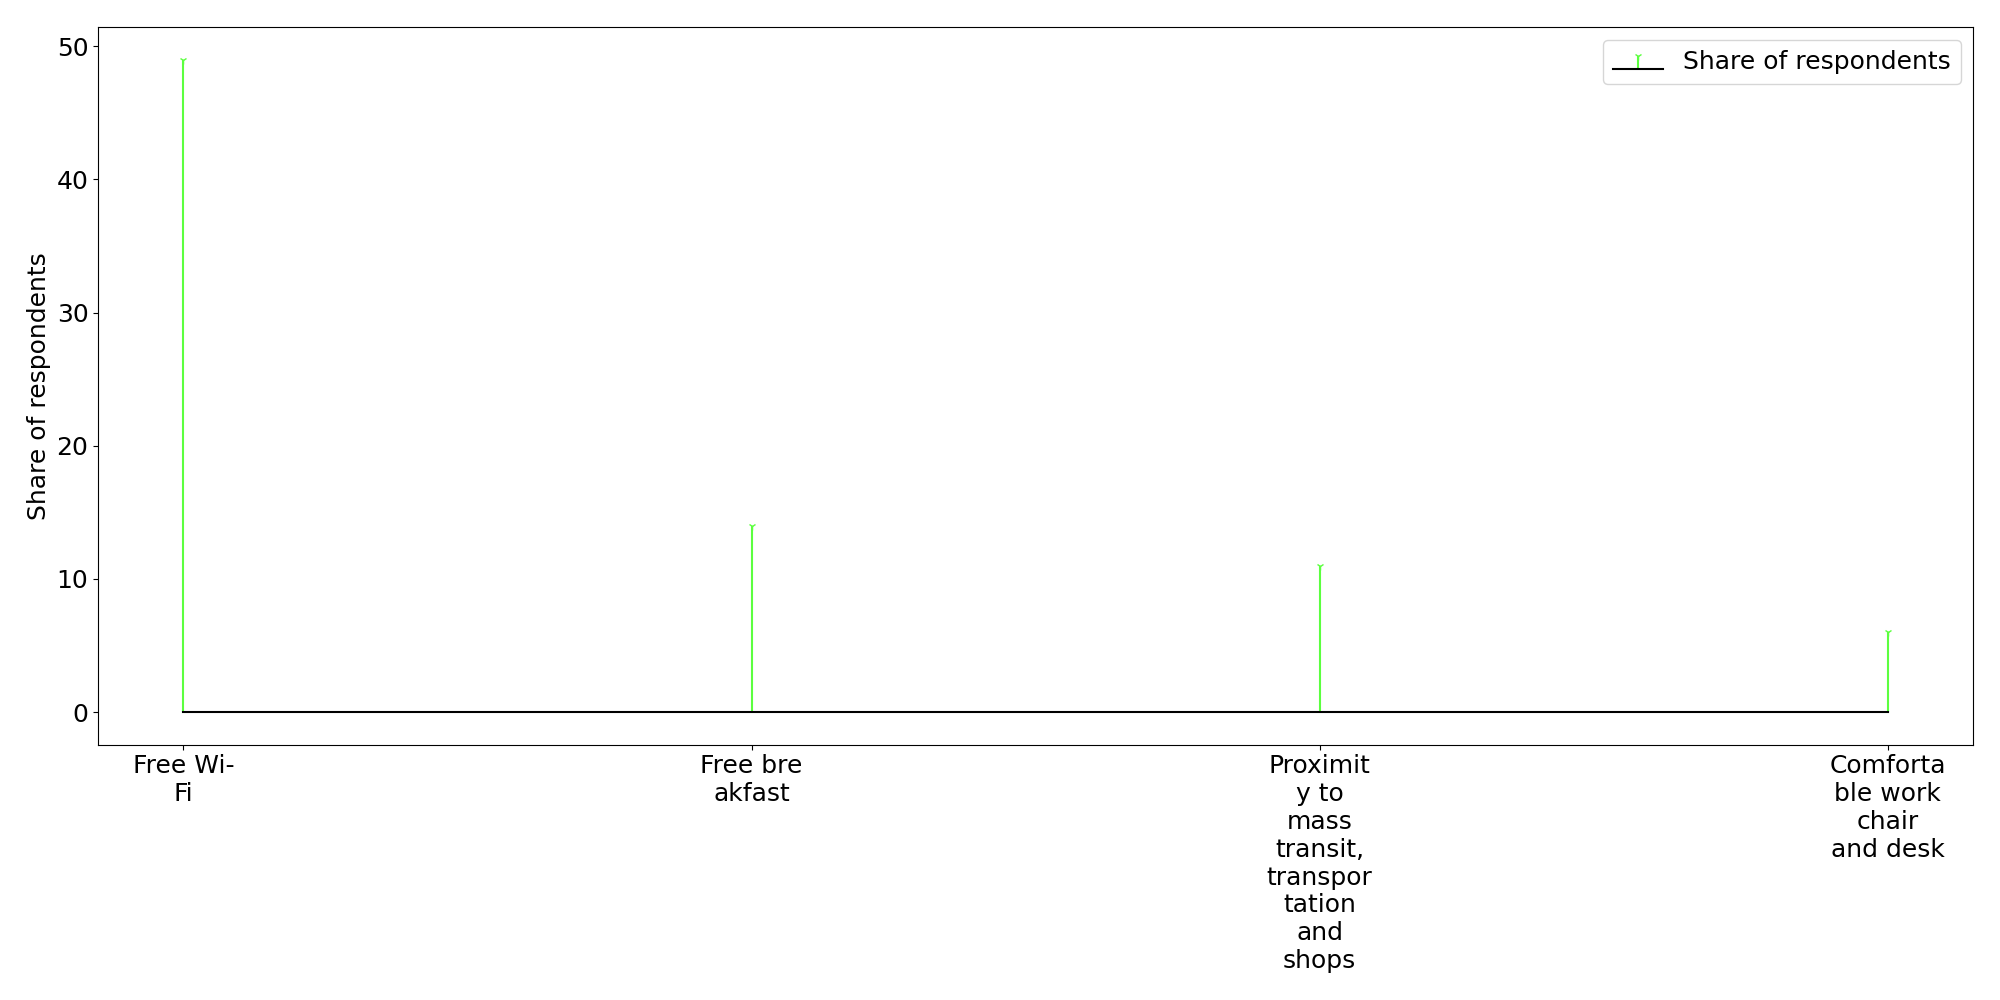 Share of respondents
50
40
30
20
10
0
Share of respondents
Free Wi-
Fi
Free bre
akfast
Proximit
y to
mass
transit,
transpor
tation
and
shops
Comforta
ble work
chair
and desk